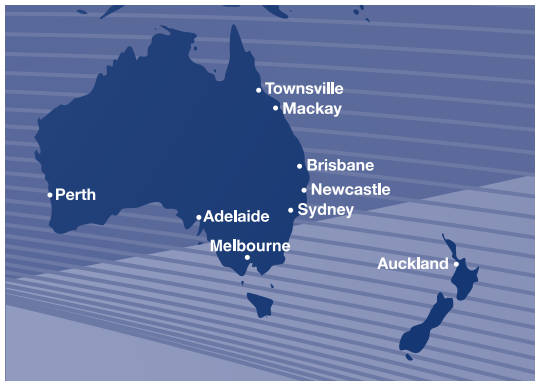 Townsville
Mackay
Brisbane
Newcastle
Perth
Sydney
Adelaide
Melbourne
Auckland